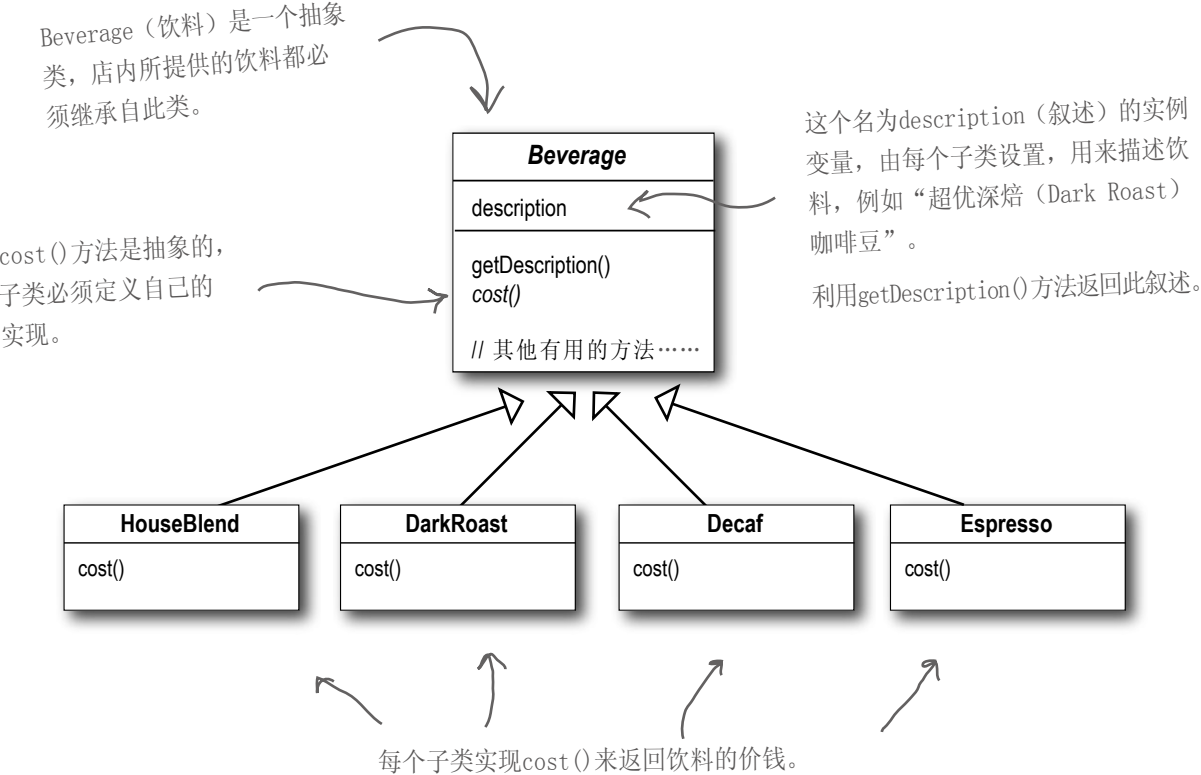 Beverage（饮料）是一个抽象
类，店内所提供的饮料都必
须继承自此类。
这个名为description（叙述）的实例
变量，由每个子类设置，用来描述饮
料，例如“超优深焙（Dark Roast）
咖啡豆”。
利用getDescription()方法返回此叙述。
cost()方法是抽象的，
子类必须定义自己的
实现。
Beverage
description
getDescription()
cost()
// 其他有用的方法……
HouseBlend
cost()
DarkRoast
cost()
Decaf
cost()
Espresso
cost()
每个子类实现cost()来返回饮料的价钱。